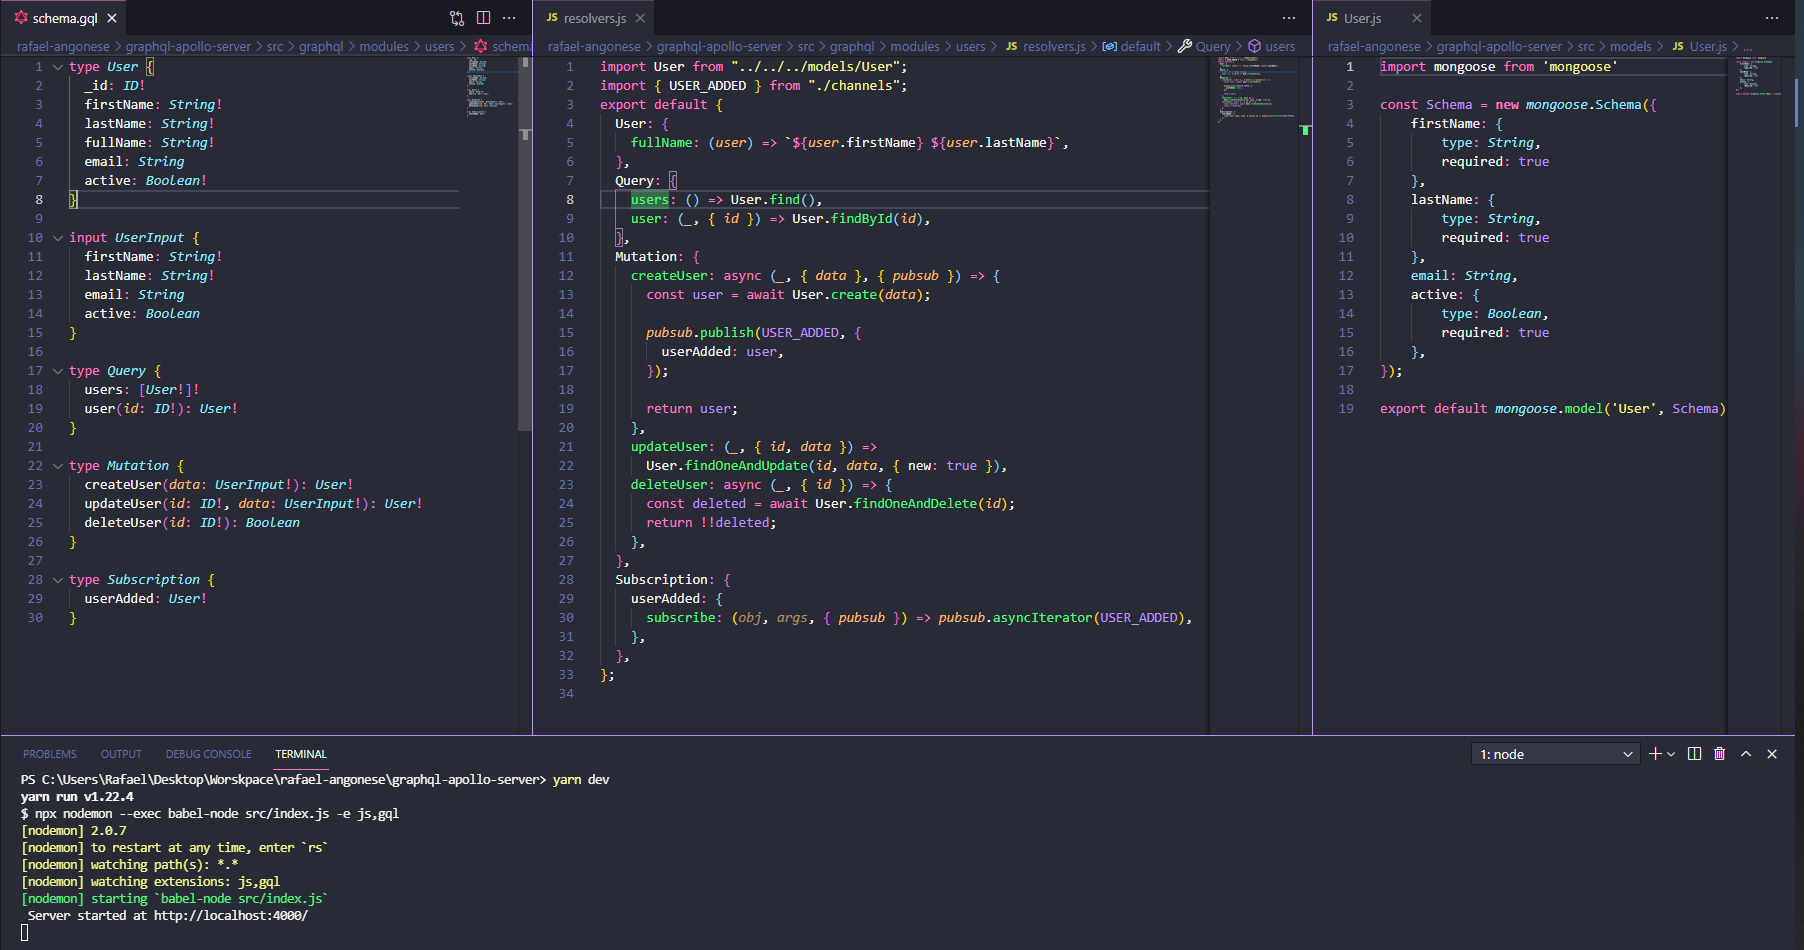 schema.gql
rafael-angonese > graphql-apollo-server > src > graphql > modules > users > schema
1 type User {
2 _id: ID!
3 firstName: String!
4 lastName: String!
5 fullName: String!
6 email: String
7 active: Boolean!
8 }
9
10 input UserInput {
11 firstName: String!
12 lastName: String!
13 email: String
14 active: Boolean
15 }
16
17 type Query {
18 users: [User!]!
19 user(id: ID!): User!
20 }
21
22 type Mutation {
23 createUser(data: UserInput!): User!
24 updateUser(id: ID!, data: UserInput!): User!
25 deleteUser(id: ID!): Boolean
26 }
27
28 type Subscription {
29 userAdded: User!
30 }
JS resolvers.js
rafael-angonese > graphql-apollo-server > src > graphql > modules > users > JS resolvers.js > default > Query > users
1 import User from "../../../models/User";
2 import { USER_ADDED } from "./channels";
3 export default {
4 User: {
5 fullName: (user) => `${user.firstName} ${user.lastName}`,
6 },
7 Query: {
8 users: () => User.find(),
9 user: (_, { id }) => User.findById(id),
10 },
11 Mutation: {
12 createUser: async (_, { data }, { pubsub }) => {
13 const user = await User.create(data);
14
15 pubsub.publish(USER_ADDED, {
16 userAdded: user,
17 });
18
19 return user;
20 },
21 updateUser: (_, { id, data }) =>
22 User.findOneAndUpdate(id, data, { new: true }),
23 deleteUser: async (_, { id }) => {
24 const deleted = await User.findOneAndDelete(id);
25 return !!deleted;
26 },
27 },
28 Subscription: {
29 userAdded: {
30 subscribe: (obj, args, { pubsub }) => pubsub.asyncIterator(USER_ADDED),
31 },
32 },
33 };
34
JS User.js
rafael-angonese > graphql-apollo-server > src > models > JS User.js > ...
1 import mongoose from 'mongoose'
2
3 const Schema = new mongoose.Schema({
4 firstName: {
5 type: String,
6 required: true
7 },
8 lastName: {
9 type: String,
10 required: true
11 },
12 email: String,
13 active: {
14 type: Boolean,
15 required: true
16 },
17 });
18
19 export default mongoose.model('User', Schema)
PROBLEMS OUTPUT DEBUG CONSOLE TERMINAL 1: node
PS C:\Users\Rafael\Desktop\Worskpace\rafael-angonese\graphql-apollo-server> yarn dev
yarn run v1.22.4
$ npx nodemon --exec babel-node src/index.js -e js,gql
[nodemon] 2.0.7
[nodemon] to restart at any time, enter `rs`
[nodemon] watching path(s): *.*
[nodemon] watching extensions: js,gql
[nodemon] starting `babel-node src/index.js`
Server started at http://localhost:4000/